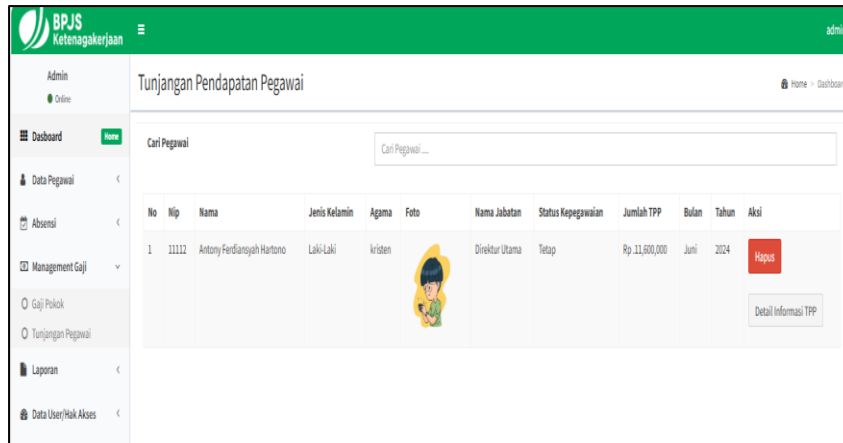 BPJS
Ketenagakerjaan
admi
Admin
Online
Tunjangan Pendapatan Pegawai
Home > Dashboar
Dasboard Home
Cari Pegawai
Cari Pegawai ....
Data Pegawai
Absensi
Management Gaji
Gaji Pokok
Tunjangan Pegawai
Laporan
Data User/Hak Akses
No Nip Nama Jenis Kelamin Agama Foto Nama Jabatan Status Kepegawaian Jumlah TPP Bulan Tahun Aksi
1 11112 Antony Ferdiansyah Hartono Laki-Laki kristen Direktur Utama Tetap Rp .11,600,000 Juni 2024 Hapus
Detail Informasi TPP